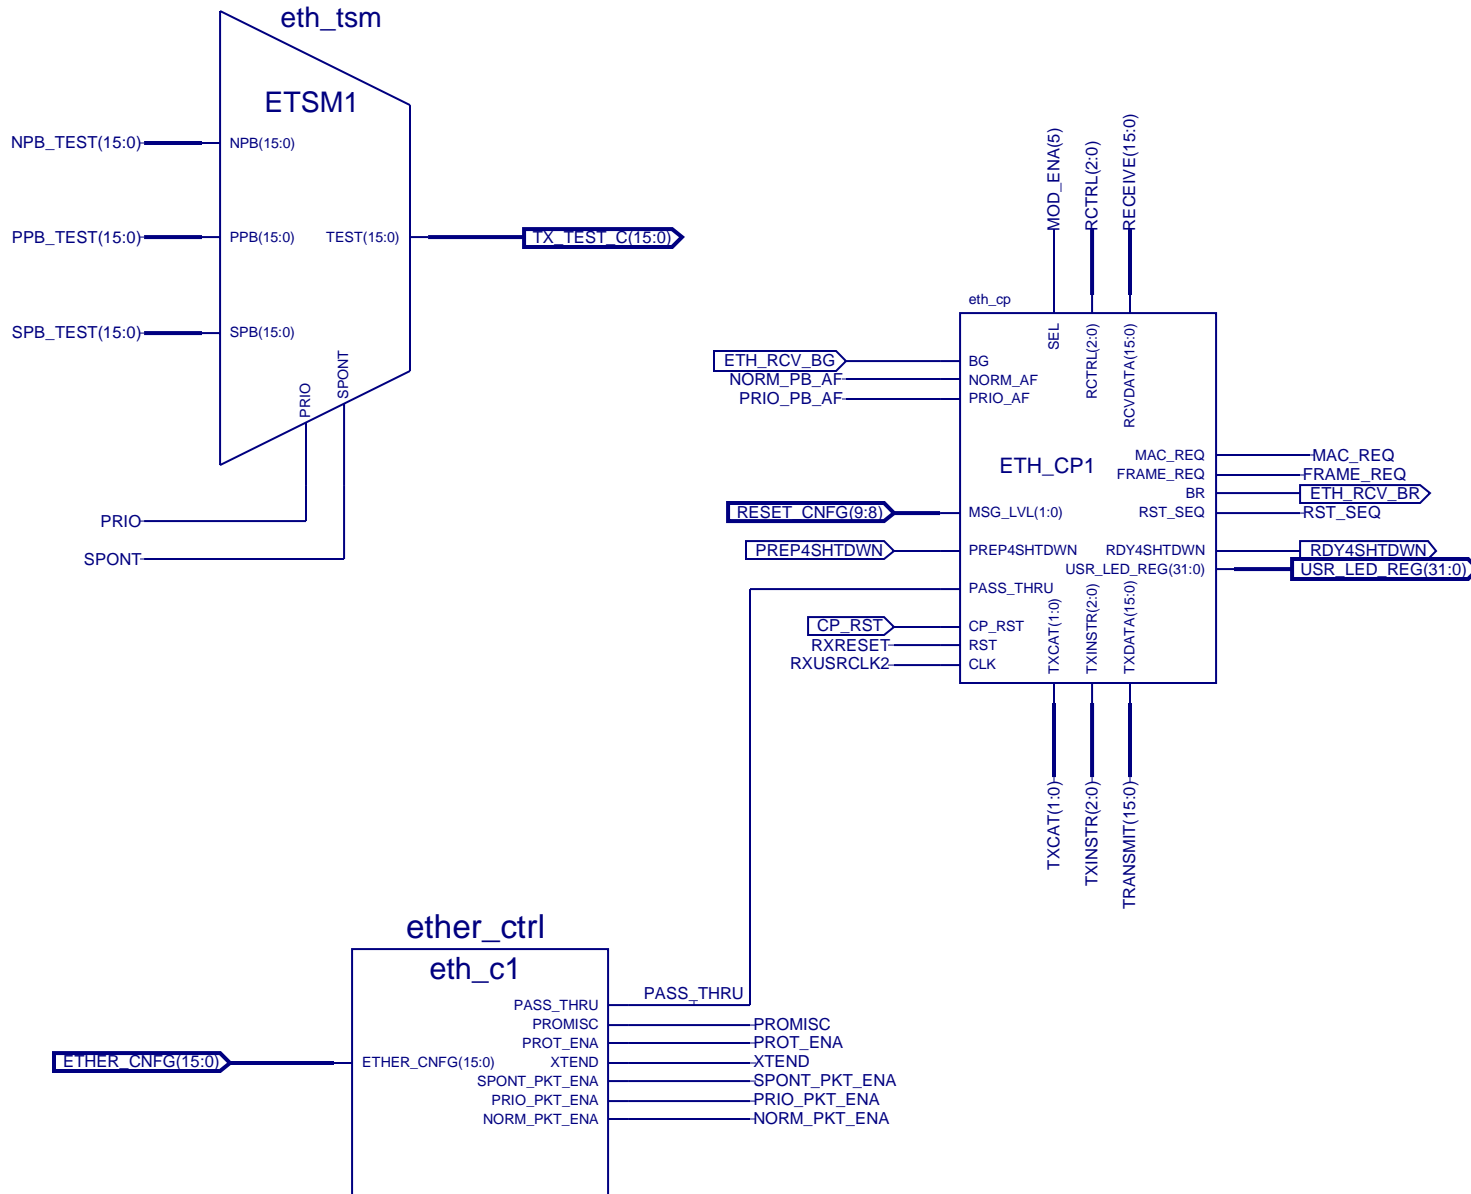 eth_tsm
ETSM1
NPB_TEST(15:0) NPB(15:0)
PPB_TEST(15:0) PPB(15:0) TEST(15:0) TX_TEST_C(15:0)
SPB_TEST(15:0) SPB(15:0)
PRIO
SPONT
PRIO
SPONT
MOD_ENA(5)
RCTRL(2:0)
RECEIVE(15:0)
eth_cp
SEL
RCTRL(2:0)
RCVDATA(15:0)
ETH_RCV_BG BG
NORM_PB_AF NORM_AF
PRIO_PB_AF PRIO_AF
ETH_CP1
MAC_REQ MAC_REQ
FRAME_REQ FRAME_REQ
BR ETH_RCV_BR
RESET_CNFG(9:8) MSG_LVL(1:0) RST_SEQ RST_SEQ
PREP4SHTDWN PREP4SHTDWN RDY4SHTDWN RDY4SHTDWN
USR_LED_REG(31:0) USR_LED_REG(31:0)
PASS_THRU
CP_RST CP_RST
RXRESET RST
RXUSRCLK2 CLK
TXCAT(1:0)
TXINSTR(2:0)
TXDATA(15:0)
TXCAT(1:0)
TXINSTR(2:0)
TRANSMIT(15:0)
ether_ctrl
eth_c1
PASS_THRU PASS_THRU
PROMISC PROMISC
PROT_ENA PROT_ENA
ETHER_CNFG(15:0) ETHER_CNFG(15:0) XTEND XTEND
SPONT_PKT_ENA SPONT_PKT_ENA
PRIO_PKT_ENA PRIO_PKT_ENA
NORM_PKT_ENA NORM_PKT_ENA